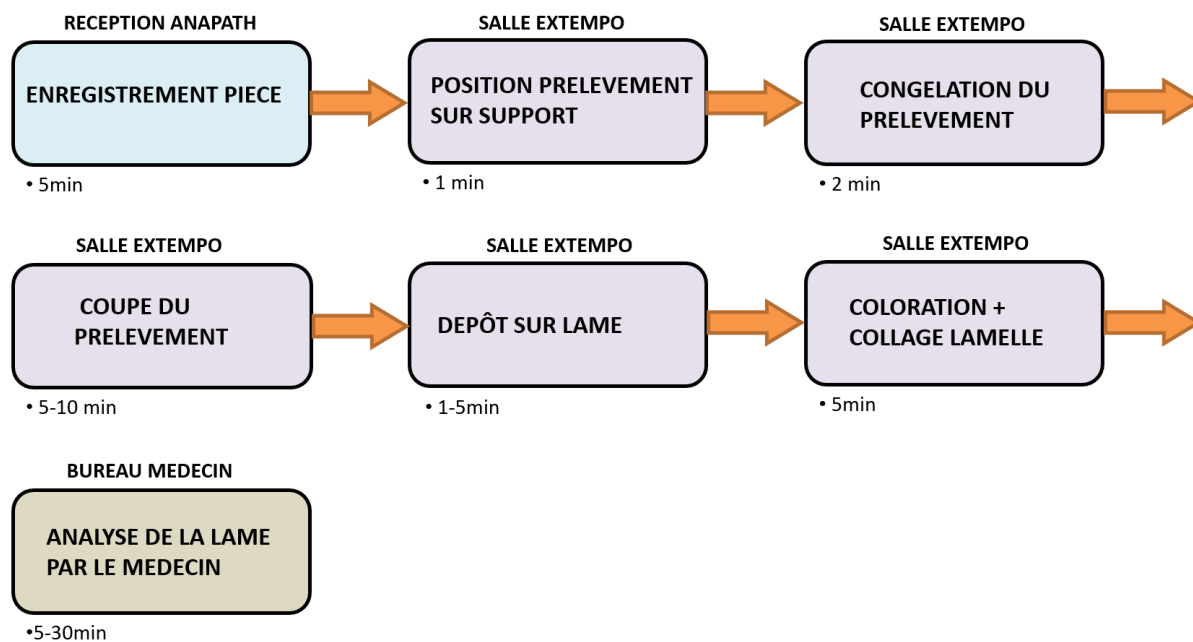 RECEPTION ANAPATH
ENREGISTREMENT PIECE
• 5min
SALLE EXTEMPO
POSITION PRELEVEMENT
SUR SUPPORT
• 1 min
SALLE EXTEMPO
CONGELATION DU
PRELEVEMENT
• 2 min
SALLE EXTEMPO
COUPE DU
PRELEVEMENT
• 5-10 min
SALLE EXTEMPO
DEPÔT SUR LAME
• 1-5min
SALLE EXTEMPO
COLORATION +
COLLAGE LAMELLE
• 5min
BUREAU MEDECIN
ANALYSE DE LA LAME
PAR LE MEDECIN
•5-30min